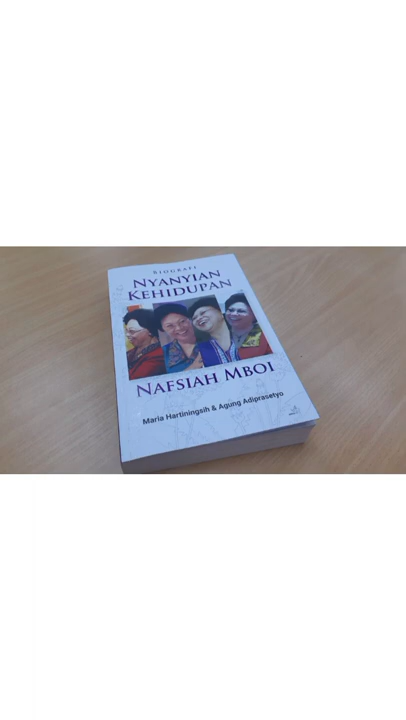 BIOGRAFI
NYANYIAN
KEHIDUPAN
NAFSIAH MBOI
Maria Hartiningsih & Agung Adiprasetyo